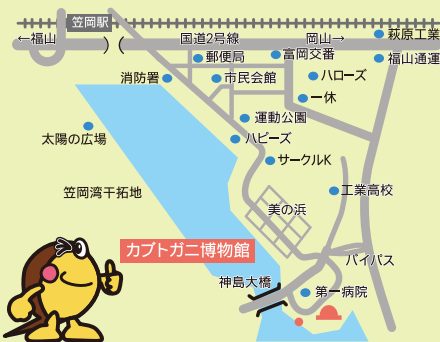 笠岡駅
←福山
国道2号線
岡山→
萩原工業
郵便局
富岡交番
福山通運
消防署
市民会館
ハローズ
一休
運動公園
太陽の広場
ハピーズ
サークルK
笠岡湾干拓地
工業高校
美の浜
カブトガニ博物館
バイパス
神島大橋
第一病院